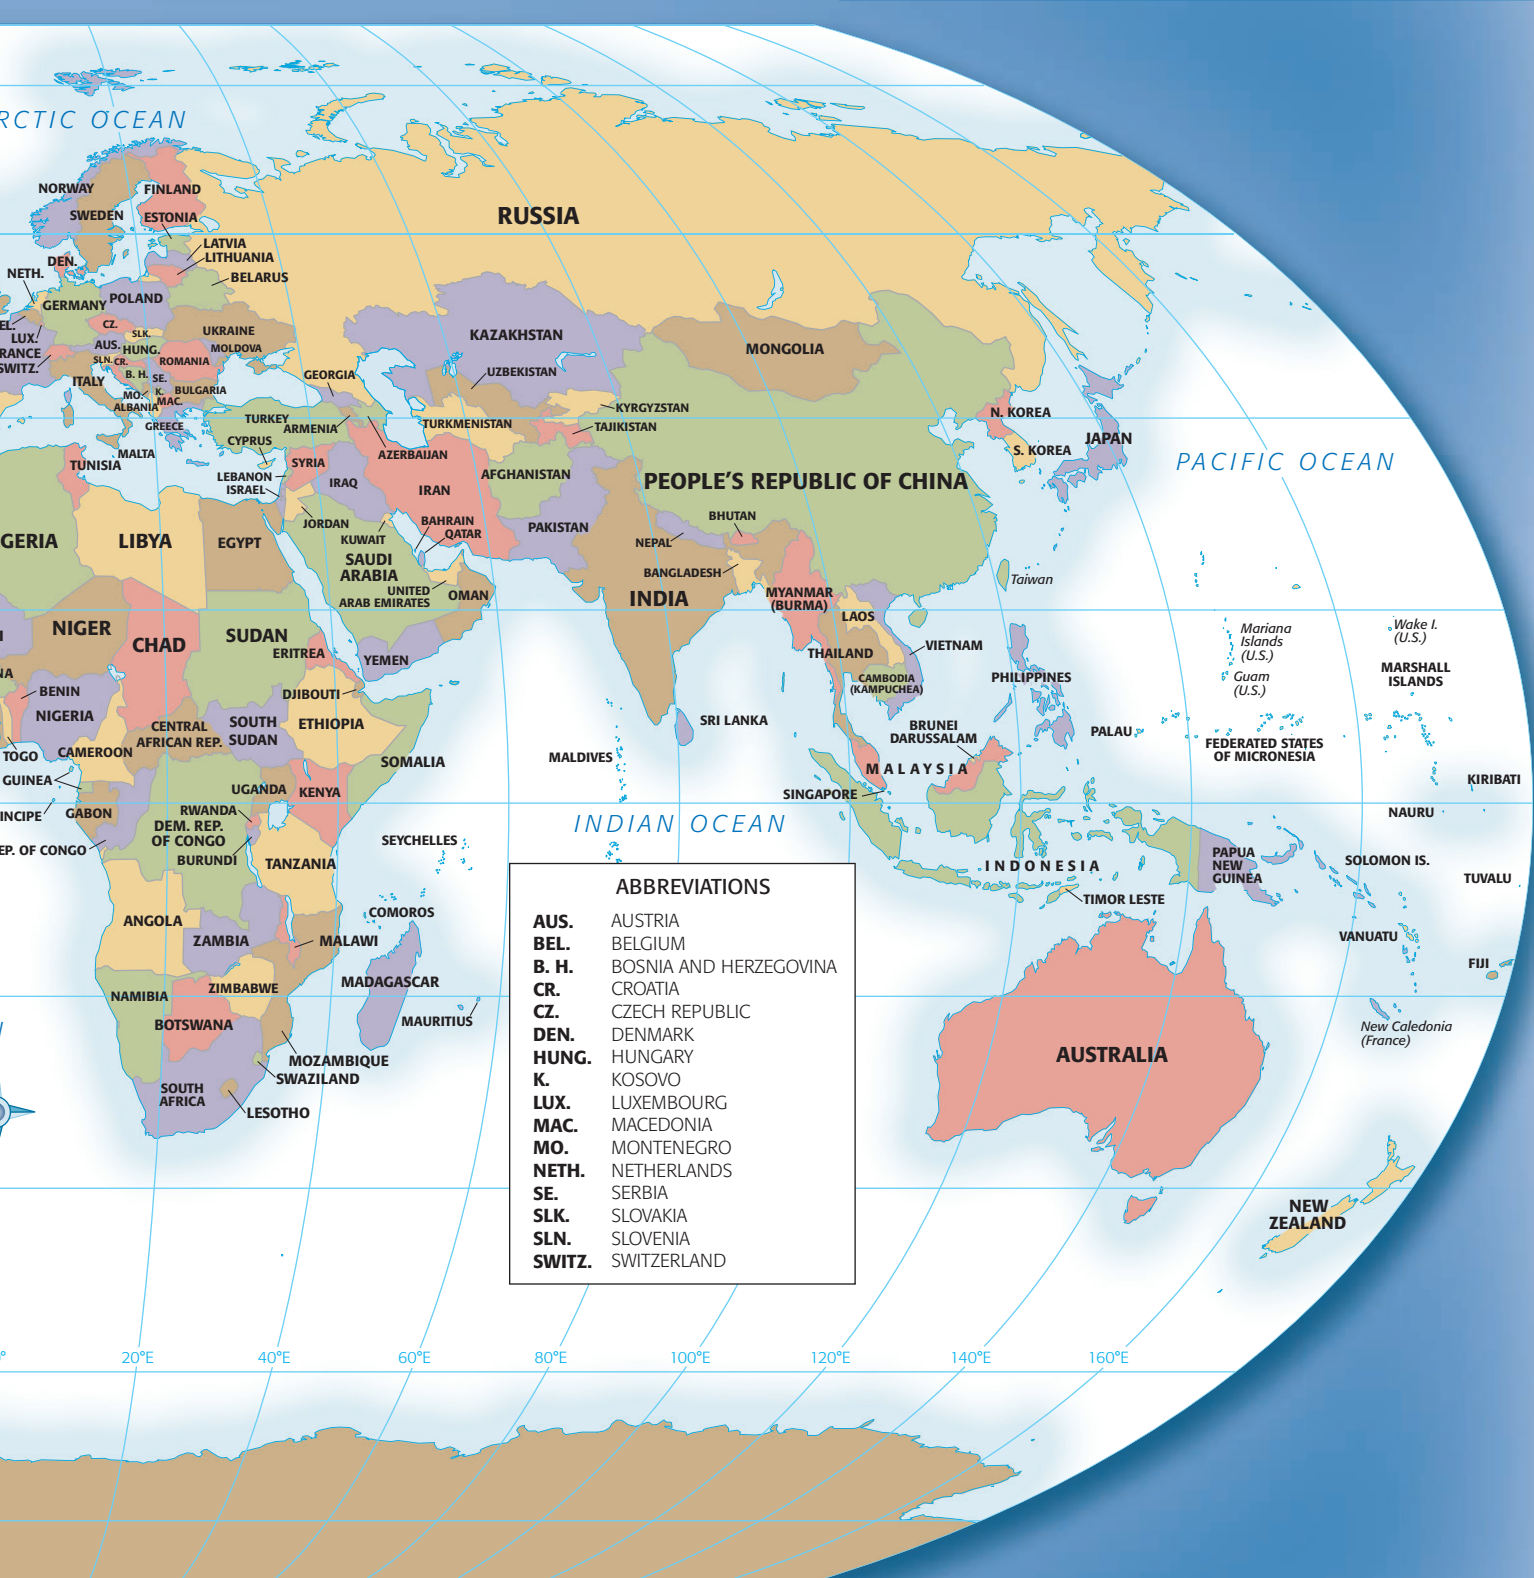 RCTIC OCEAN
NORWAY
FINLAND
SWEDEN
ESTONIA
RUSSIA
LATVIA
LITHUANIA
DEN.
NETH.
BELARUS
GERMANY
POLAND
EL.
LUX.
CZ.
SLK.
UKRAINE
RANCE
AUS.
HUNG.
MOLDOVA
SWITZ.
SLN.
CR.
ROMANIA
ITALY
B. H.
SE.
MO.
K.
BULGARIA
ALBANIA
MAC.
GREECE
KAZAKHSTAN
MONGOLIA
GEORGIA
UZBEKISTAN
KYRGYZSTAN
TURKEY
ARMENIA
TURKMENISTAN
TAJIKISTAN
N. KOREA
CYPRUS
AZERBAIJAN
S. KOREA
JAPAN
MALTA
TUNISIA
SYRIA
LEBANON
ISRAEL
IRAQ
IRAN
AFGHANISTAN
PEOPLE'S REPUBLIC OF CHINA
PACIFIC OCEAN
JORDAN
KUWAIT
BAHRAIN
QATAR
PAKISTAN
BHUTAN
NEPAL
GERIA
LIBYA
EGYPT
SAUDI
ARABIA
UNITED
ARAB EMIRATES
OMAN
BANGLADESH
INDIA
MYANMAR
(BURMA)
LAOS
Taiwan
NIGER
CHAD
SUDAN
ERITREA
YEMEN
THAILAND
VIETNAM
CAMBODIA
(KAMPUCHEA)
PHILIPPINES
Mariana
Islands
(U.S.)
Guam
(U.S.)
Wake I.
(U.S.)
MARSHALL
ISLANDS
I
NA
BENIN
NIGERIA
DJIBOUTI
CENTRAL
AFRICAN REP.
SOUTH
SUDAN
ETHIOPIA
SRI LANKA
BRUNEI
DARUSSALAM
PALAU
FEDERATED STATES
OF MICRONESIA
TOGO
CAMEROON
SOMALIA
MALDIVES
MALAYSIA
GUINEA
UGANDA
KENYA
SINGAPORE
KIRIBATI
INCIPE
GABON
RWANDA
DEM. REP.
OF CONGO
INDIAN OCEAN
NAURU
EP. OF CONGO
BURUNDI
TANZANIA
SEYCHELLES
INDONESIA
PAPUA
NEW
GUINEA
SOLOMON IS.
TUVALU
TIMOR LESTE
ANGOLA
COMOROS
ZAMBIA
MALAWI
VANUATU
FIJI
NAMIBIA
ZIMBABWE
MADAGASCAR
BOTSWANA
MAURITIUS
New Caledonia
(France)
MOZAMBIQUE
SWAZILAND
SOUTH
AFRICA
LESOTHO
AUSTRALIA
NEW
ZEALAND
ABBREVIATIONS
AUS. AUSTRIA
BEL. BELGIUM
B. H. BOSNIA AND HERZEGOVINA
CR. CROATIA
CZ. CZECH REPUBLIC
DEN. DENMARK
HUNG. HUNGARY
K. KOSOVO
LUX. LUXEMBOURG
MAC. MACEDONIA
MO. MONTENEGRO
NETH. NETHERLANDS
SE. SERBIA
SLK. SLOVAKIA
SLN. SLOVENIA
SWITZ. SWITZERLAND
20°E 40°E 60°E 80°E 100°E 120°E 140°E 160°E